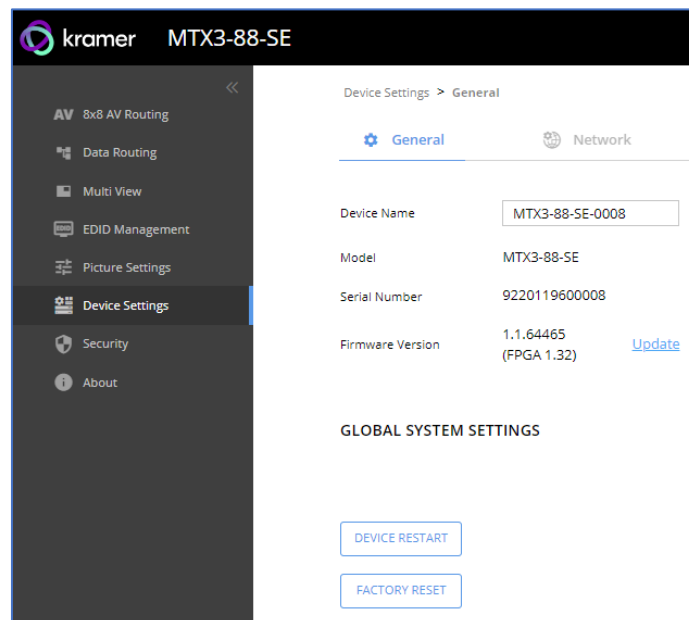 kramer MTX3-88-SE
«
AV 8x8 AV Routing
Data Routing
Multi View
EDID EDID Management
Picture Settings
Device Settings
Security
About
Device Settings > General
General
Network
Device Name MTX3-88-SE-0008
Model MTX3-88-SE
Serial Number 9220119600008
Firmware Version 1.1.64465
(FPGA 1.32) Update
GLOBAL SYSTEM SETTINGS
DEVICE RESTART
FACTORY RESET